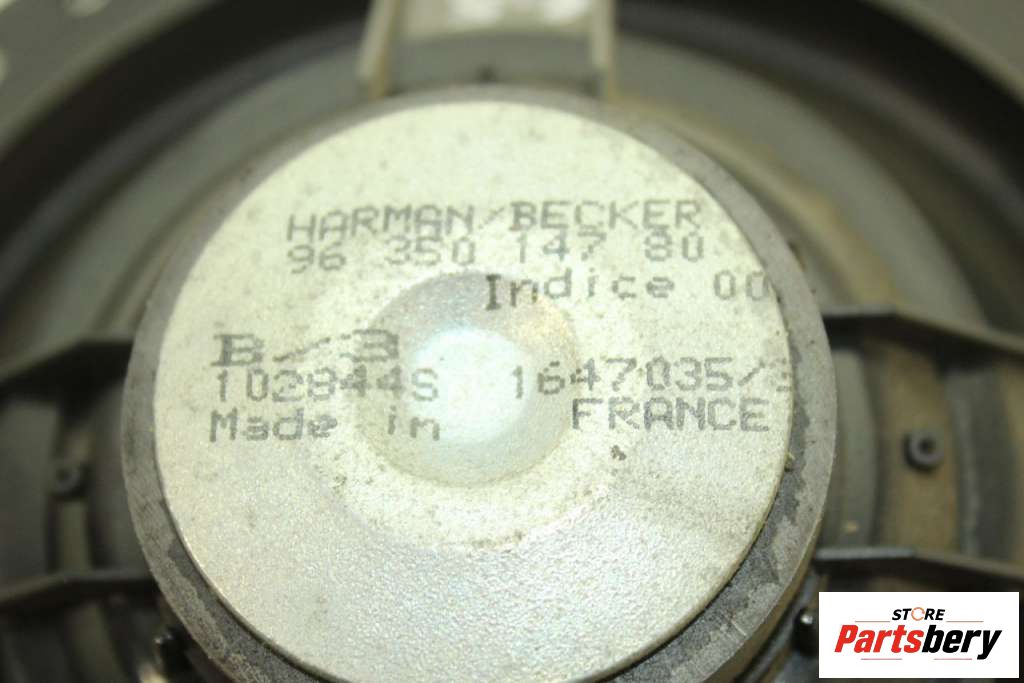 HARMAN/BECKER
96 350 147 80
Indice 00
B/3
102844S 1647035/3
Made in FRANCE
STORE
Partsbery